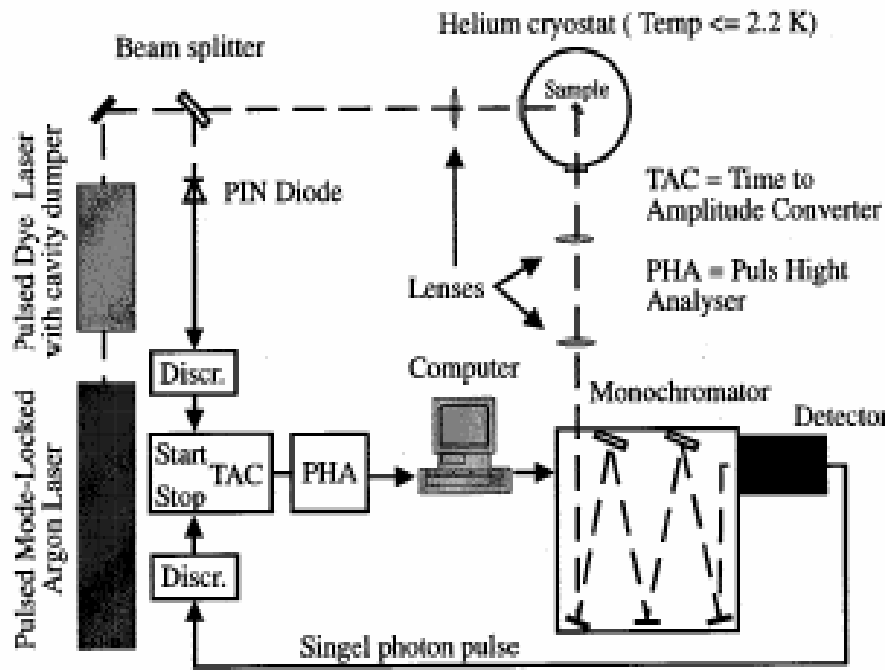 Helium cryostat ( Temp <= 2.2 K)
Beam splitter
Sample
PIN Diode
TAC = Time to
Amplitude Converter
PHA = Puls Hight
Analyser
Lenses
Pulsed Dye Laser
with cavity dumper
Discr.
Computer
Monochromator
Detector
Start
Stop
TAC
PHA
Pulsed Mode-Locked
Argon Laser
Discr.
Singel photon pulse